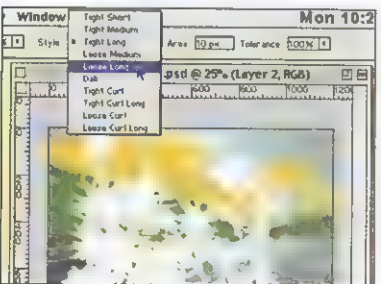 Window
Mon 10:2
Tight Short
Tight Medium
Tight Long
Loose Medium
Loose Long
Dab
Tight Curl
Tight Curl Long
Loose Curl
Loose Curl Long
Style
Area 10 px
Tolerance 100%
.psd @ 25% (Layer 2, RGB)
600 800 1000 1200